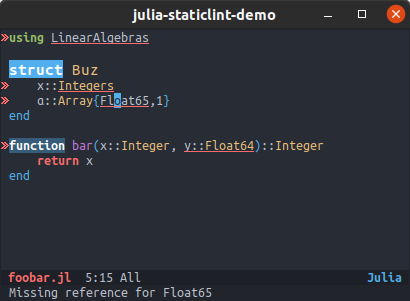 julia-staticlint-demo
using LinearAlgebras
struct Buz
x::Integers
a::Array{Float65,1}
end
function bar(x::Integer, y::Float64)::Integer
return x
end
foobar.jl 5:15 All Julia
Missing reference for Float65